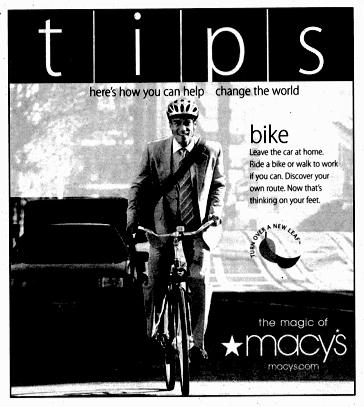 tips
here's how you can help change the world
bike
Leave the car at home.
Ride a bike or walk to work
if you can. Discover your
own route. Now that's
thinking on your feet.
"TURN OVER A NEW LEAF"
the magic of
★macy's
macys.com